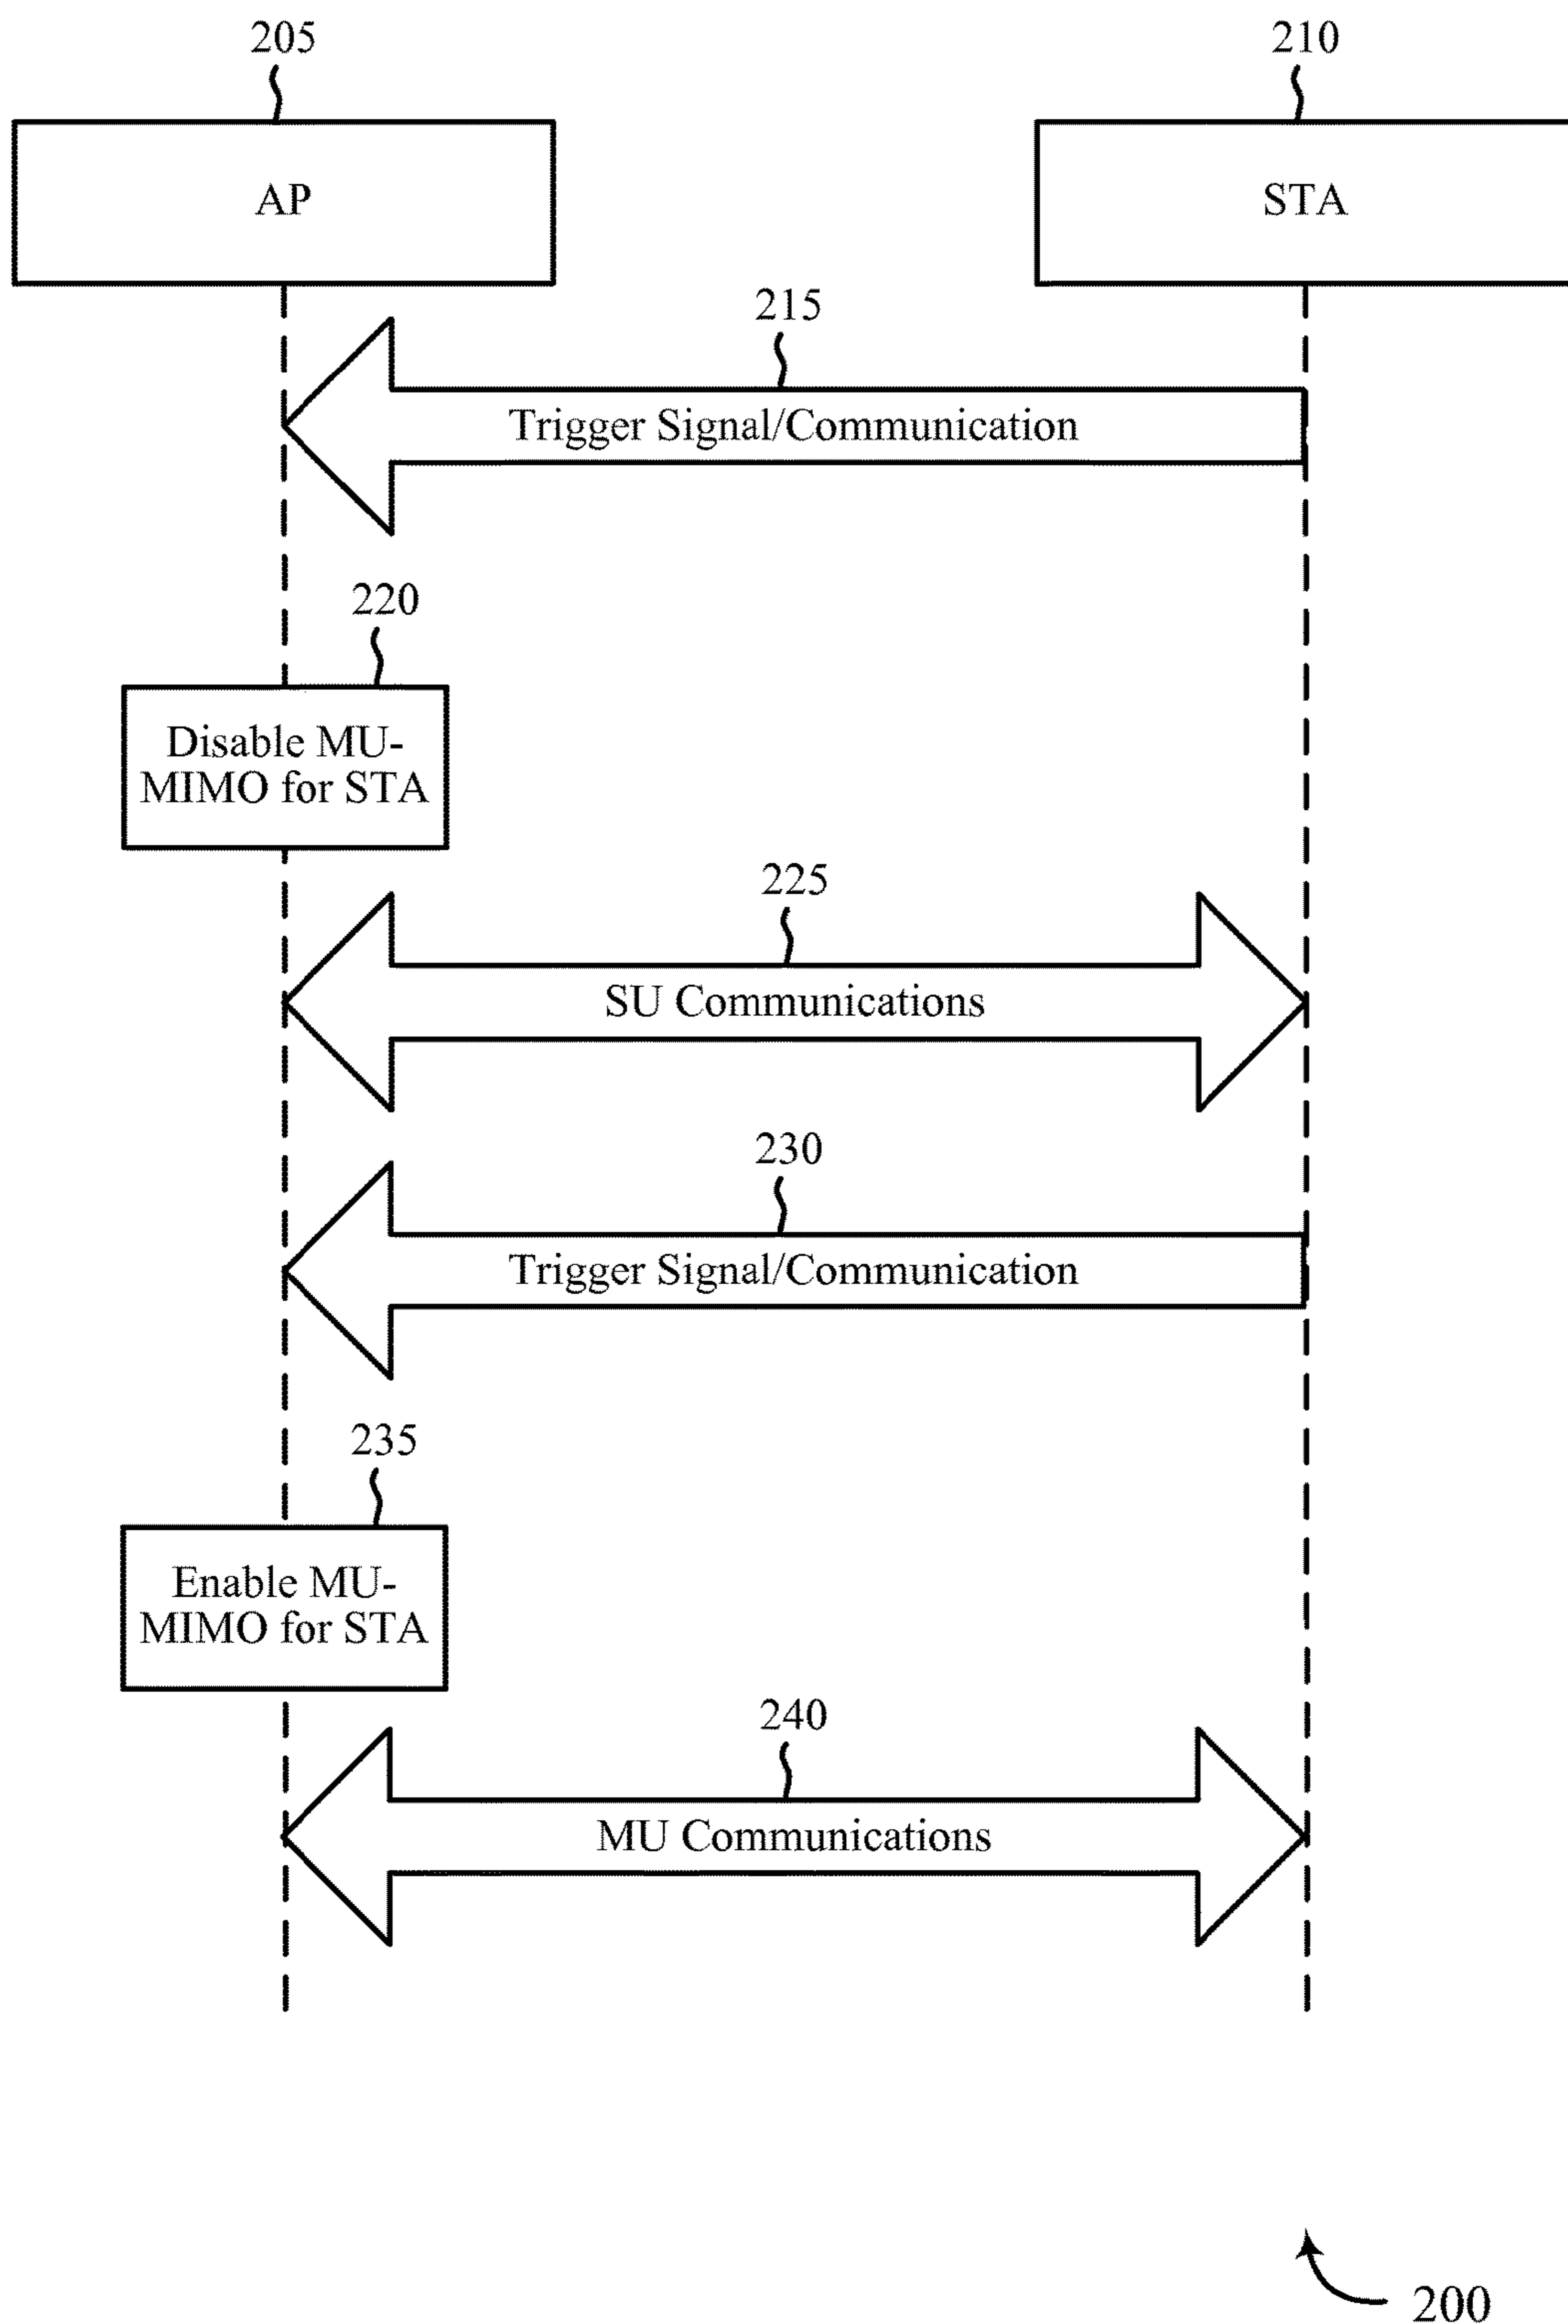 205
210
AP
STA
215
Trigger Signal/Communication
220
Disable MU-
MIMO for STA
225
SU Communications
230
Trigger Signal/Communication
235
Enable MU-
MIMO for STA
240
MU Communications
200